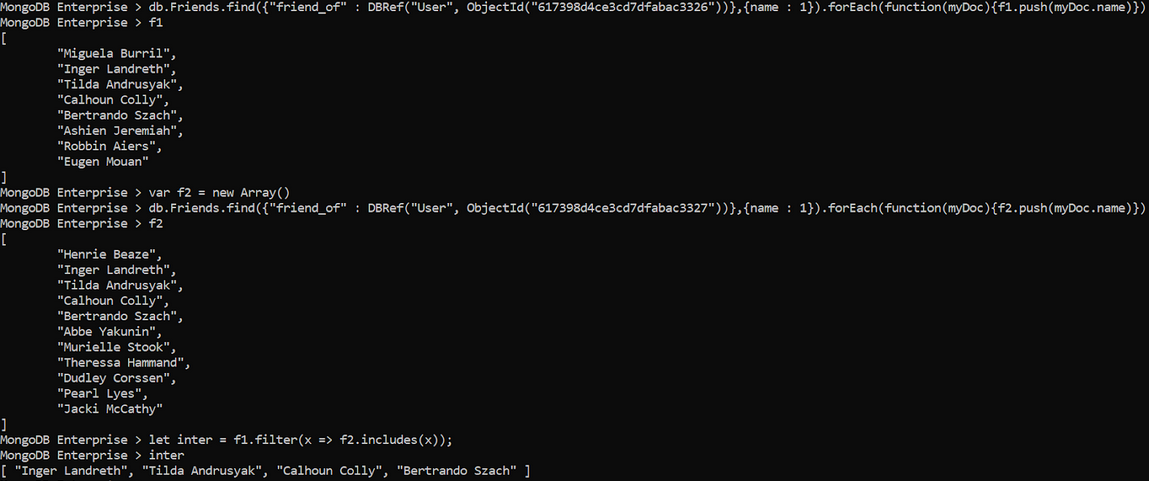 MongoDB Enterprise > db.Friends.find({"friend_of" : DBRef("User", ObjectId("617398d4ce3cd7dfabac3326"))},{name : 1}).forEach(function(myDoc){f1.push(myDoc.name)})
MongoDB Enterprise > f1
[
"Miguela Burril",
"Inger Landreth",
"Tilda Andrusyak",
"Calhoun Colly",
"Bertrando Szach",
"Ashien Jeremiah",
"Robbin Aiers",
"Eugen Mouan"
]
MongoDB Enterprise > var f2 = new Array()
MongoDB Enterprise > db.Friends.find({"friend_of" : DBRef("User", ObjectId("617398d4ce3cd7dfabac3327"))},{name : 1}).forEach(function(myDoc){f2.push(myDoc.name)})
MongoDB Enterprise > f2
[
"Henrie Beaze",
"Inger Landreth",
"Tilda Andrusyak",
"Calhoun Colly",
"Bertrando Szach",
"Abbe Yakunin",
"Murielle Stook",
"Theressa Hammand",
"Dudley Corssen",
"Pearl Lyes",
"Jacki McCathy"
]
MongoDB Enterprise > let inter = f1.filter(x => f2.includes(x));
MongoDB Enterprise > inter
[ "Inger Landreth", "Tilda Andrusyak", "Calhoun Colly", "Bertrando Szach" ]